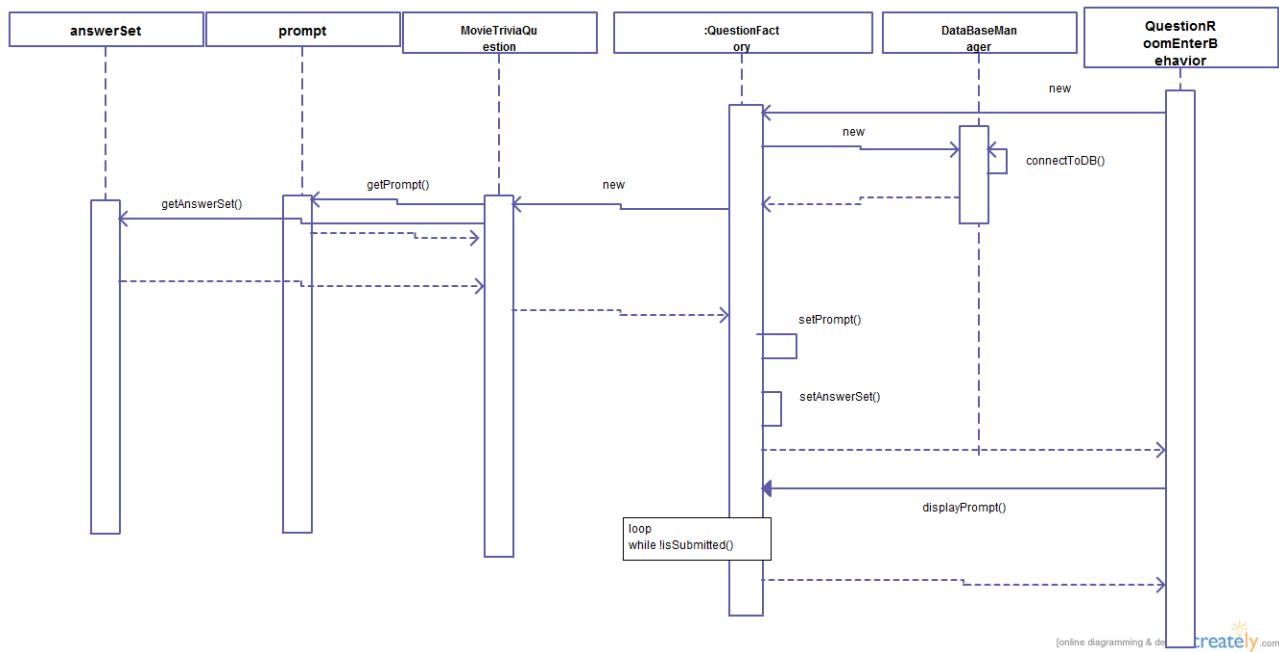 answerSet
prompt
MovieTriviaQu
estion
:QuestionFact
ory
DataBaseMan
ager
QuestionR
oomEnterB
ehavior
new
new
connectToDB()
getPrompt()
new
getAnswerSet()
setPrompt()
setAnswerSet()
displayPrompt()
loop
while !isSubmitted()
[online diagramming & de
creately.com